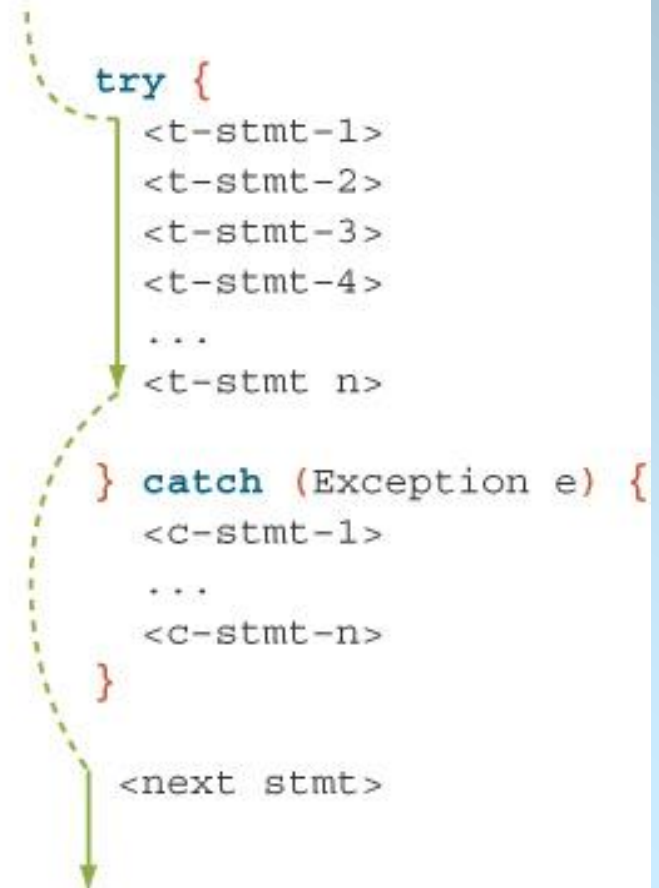 try {
<t-stmt-1>
<t-stmt-2>
<t-stmt-3>
<t-stmt-4>
...
<t-stmt n>
} catch (Exception e) {
<c-stmt-1>
...
<c-stmt-n>
}
<next stmt>